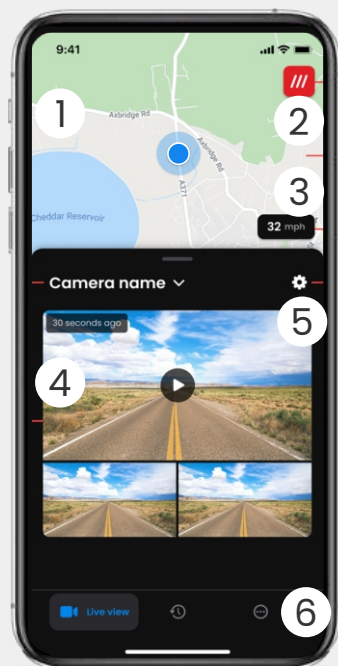 9:41
1
Axbridge Rd
2
Axbridge Rd
A371
3
Cheddar Reservoir
32 mph
Camera name
5
30 seconds ago
4
Live view
6